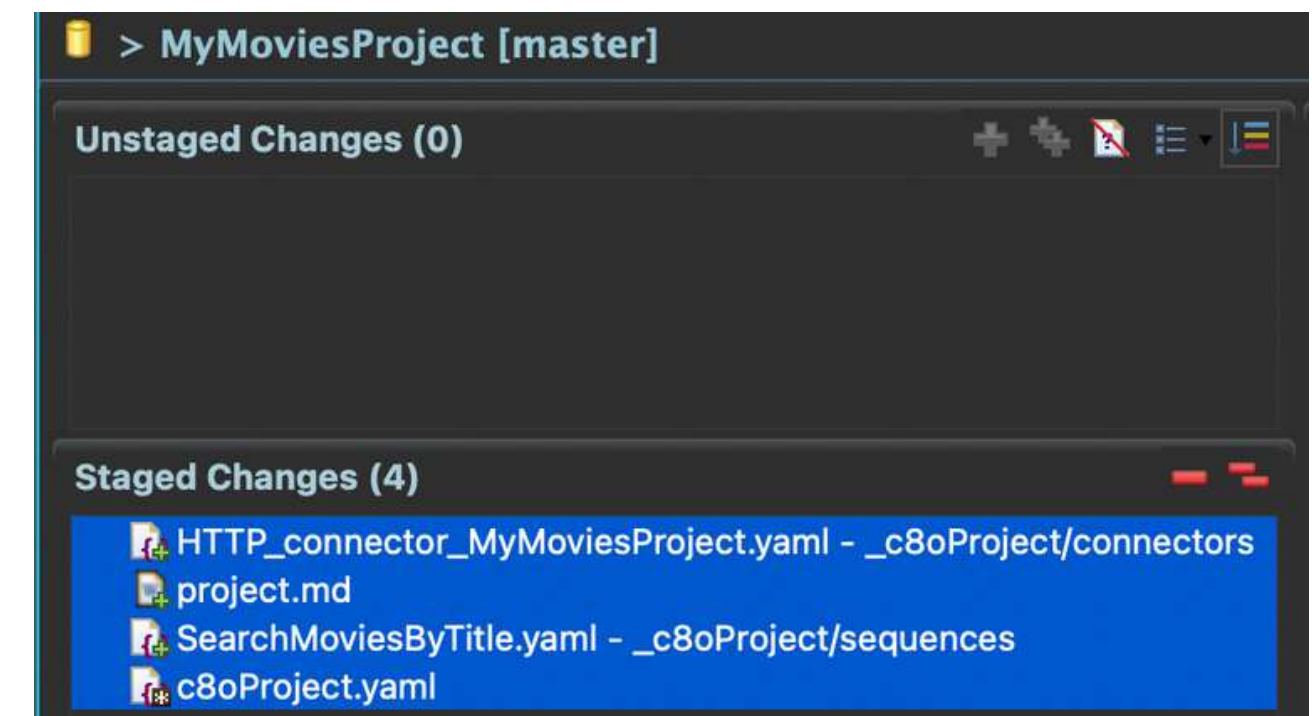 > MyMoviesProject [master]
Unstaged Changes (0)
Staged Changes (4)
HTTP_connector_MyMoviesProject.yaml - _c8oProject/connectors
project.md
SearchMoviesByTitle.yaml - _c8oProject/sequences
c8oProject.yaml